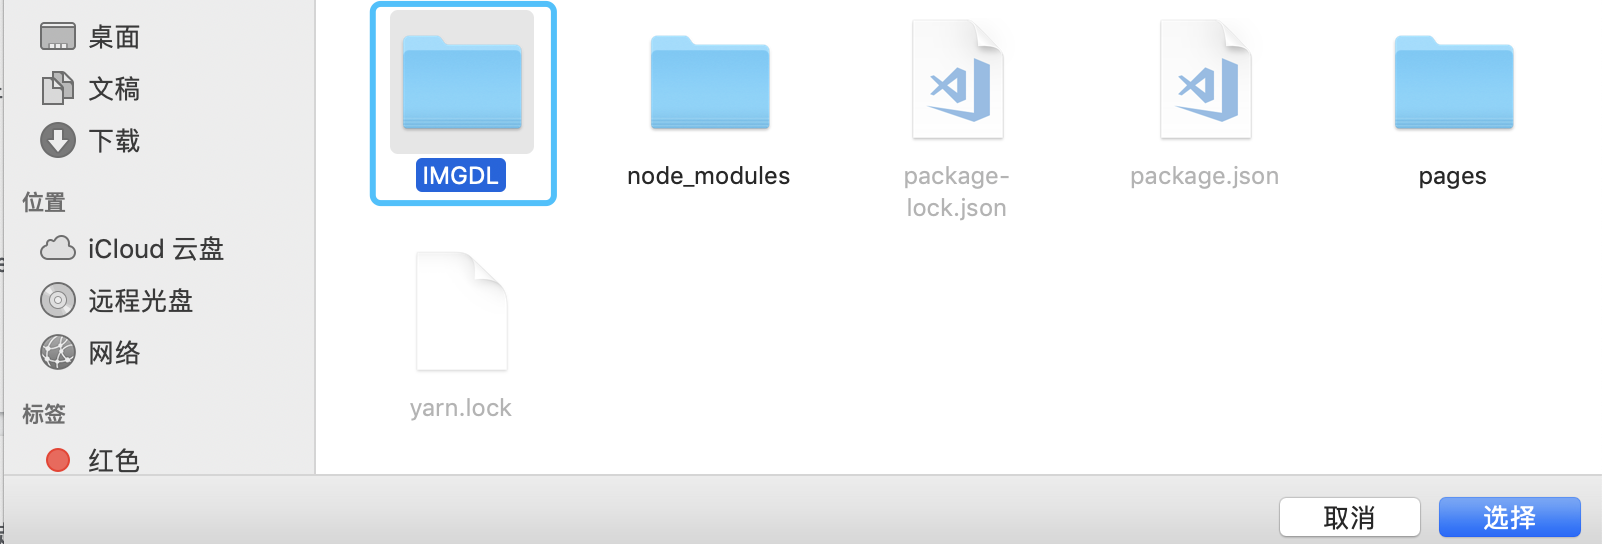 桌面
文稿
下载
位置
iCloud 云盘
远程光盘
网络
标签
红色
IMGDL
node_modules
package-
lock.json
package.json
pages
yarn.lock
取消
选择